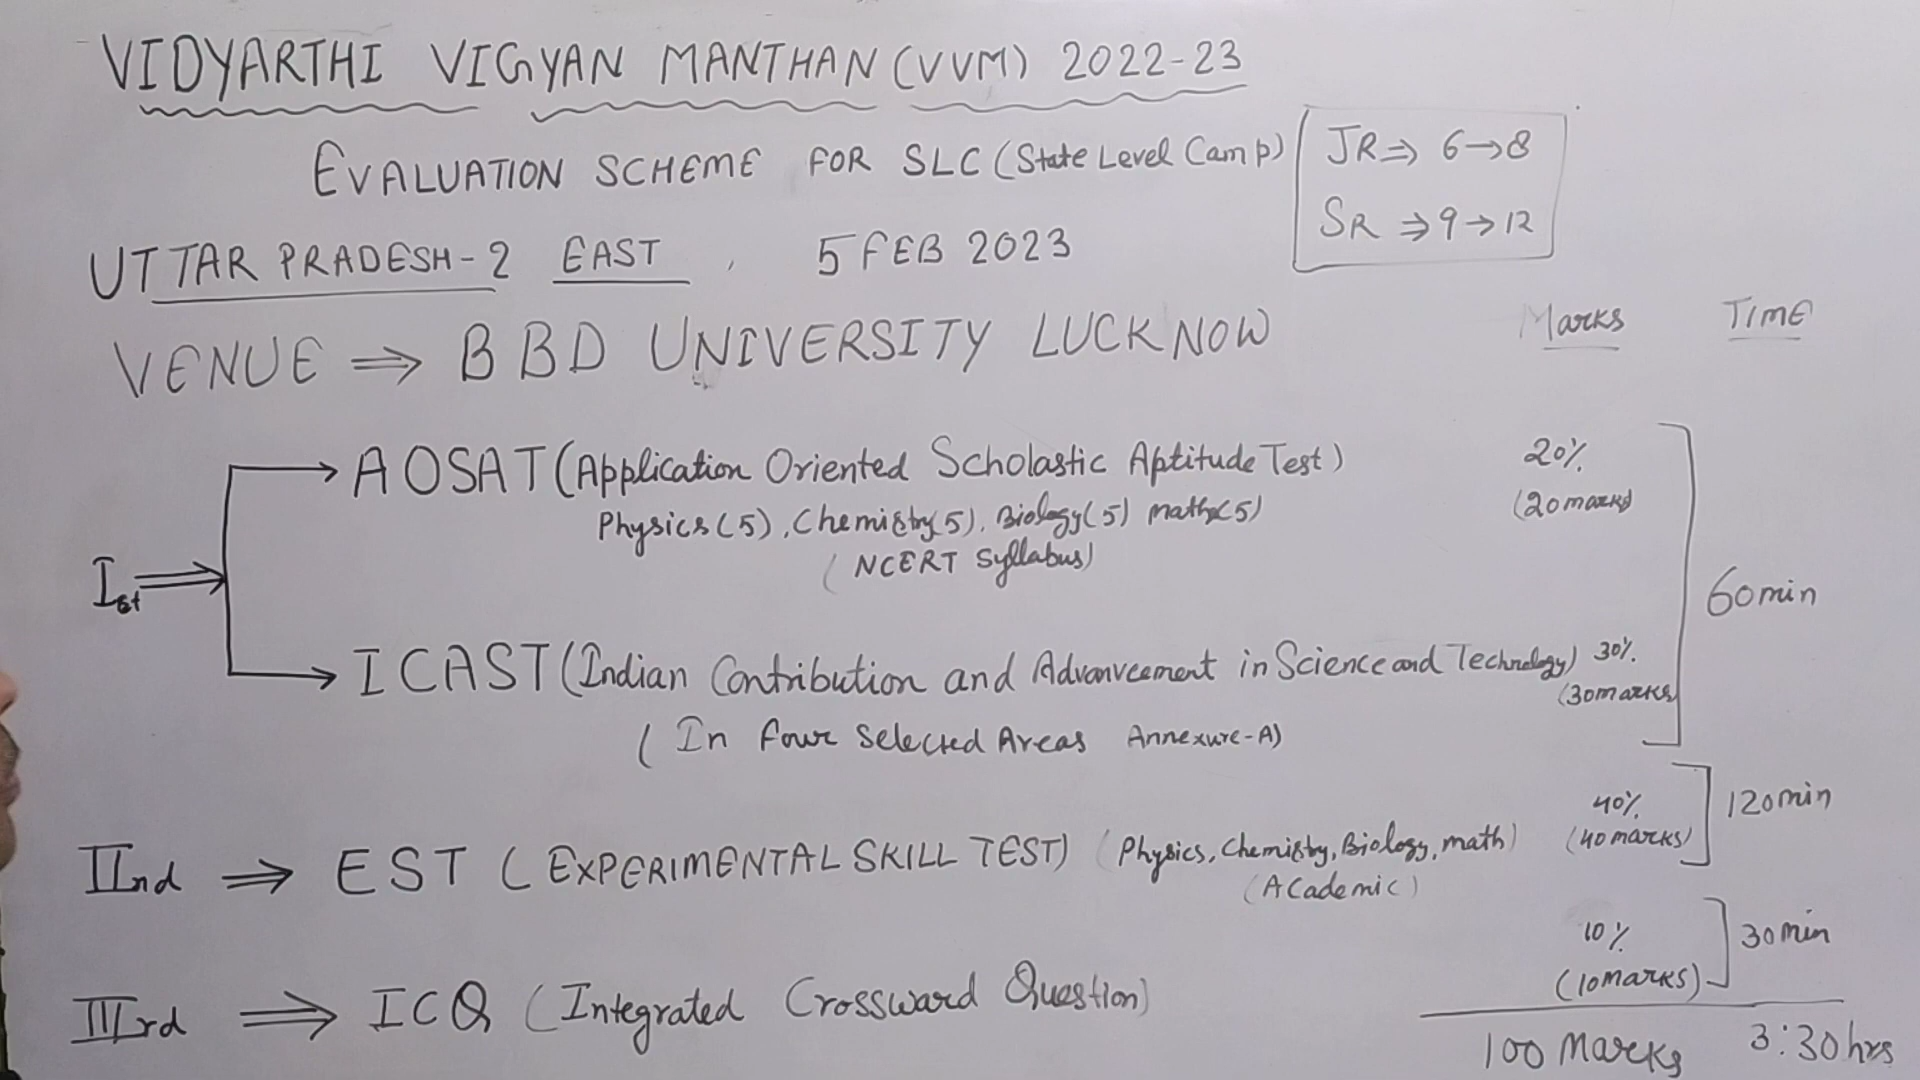 VIDYARTHI VIGYAN MANTHAN (VVM) 2022-23
EVALUATION SCHEME FOR SLC (State Level Camp)
JR ⇒ 6→8
SR ⇒ 9→12
UTTAR PRADESH-2 EAST , 5 FEB 2023
VENUE ⇒ BBD UNIVERSITY LUCKNOW
Marks TIME
AOSAT (Application Oriented Scholastic Aptitude Test) 20%
Physics (5), Chemistry (5), Biology (5) math (5) (20 marks)
(NCERT Syllabus)
Ist ⇒ 60 min
ICAST (Indian Contribution and Advanvcement in Science and Technology) 30%
(30 marks
(In four Selected Areas Annexure-A)
40% 120 min
IInd ⇒ EST (EXPERIMENTAL SKILL TEST) (Physics, Chemistry, Biology, math) (40 marks)
(Academic)
10% 30 min
(10 marks)
IIIrd ⇒ ICQ (Integrated Crossward Question)
100 Marks 3:30 hrs